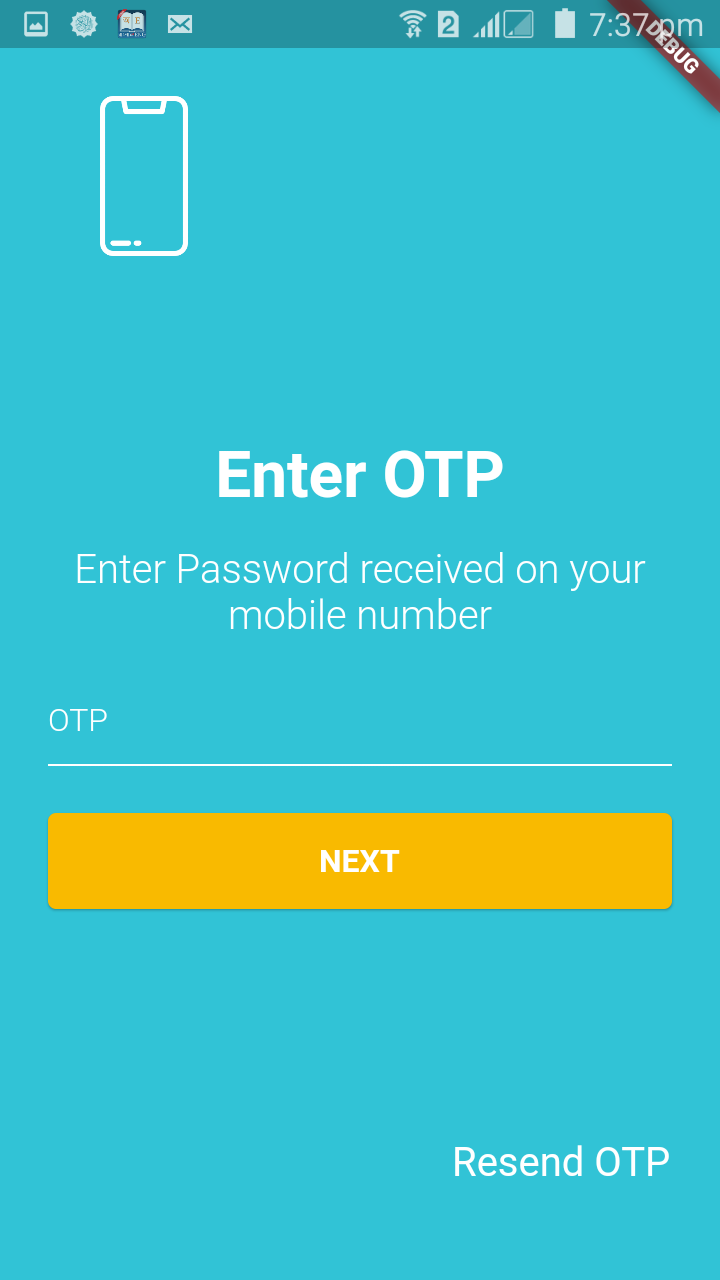 2
7:37 pm
DEBUG
Enter OTP
Enter Password received on your
mobile number
OTP
NEXT
Resend OTP